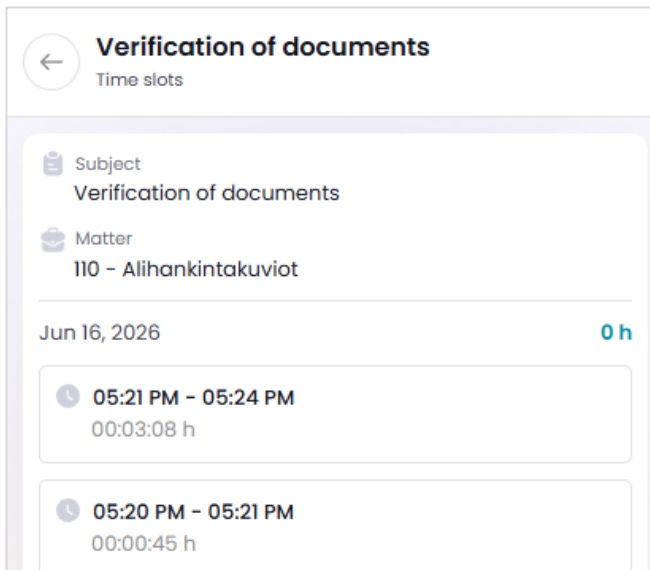 Verification of documents
Time slots
Subject
Verification of documents
Matter
110 - Alihankintakuviot
Jun 16, 2026 0 h
05:21 PM - 05:24 PM
00:03:08 h
05:20 PM - 05:21 PM
00:00:45 h